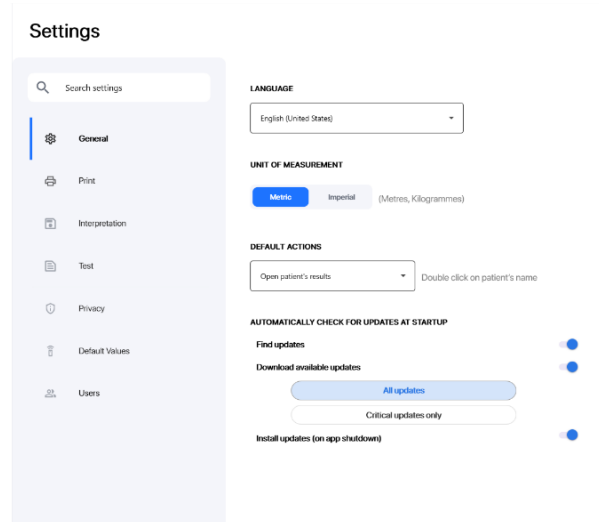 Settings
Search settings
General
Print
Interpretation
Test
Privacy
Default Values
Users
LANGUAGE
English (United States)
UNIT OF MEASUREMENT
Metric Imperial (Metres, Kilogrammes)
DEFAULT ACTIONS
Open patient's results Double click on patient's name
AUTOMATICALLY CHECK FOR UPDATES AT STARTUP
Find updates
Download available updates
All updates
Critical updates only
Install updates (on app shutdown)